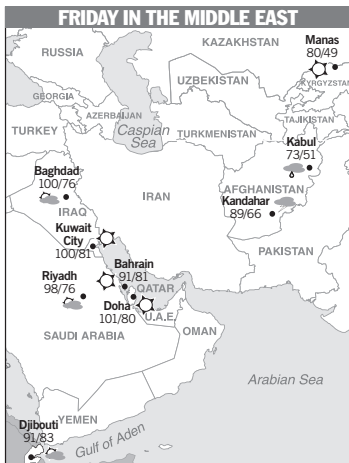 FRIDAY IN THE MIDDLE EAST
KAZAKHSTAN
Manas
80/49
RUSSIA
UZBEKISTAN
KYRGYZSTAN
GEORGIA
AZERBAIJAN
TAJIKISTAN
TURKEY
Caspian
Sea
TURKMENISTAN
Kabul
73/51
Baghdad
100/76
IRAN
AFGHANISTAN
Kandahar
89/66
IRAQ
Kuwait
City
100/81
PAKISTAN
Bahrain
91/81
Riyadh
98/76
QATAR
Doha
101/80
U.A.E.
SAUDI ARABIA
OMAN
Arabian Sea
YEMEN
Djibouti
91/83
Gulf of Aden